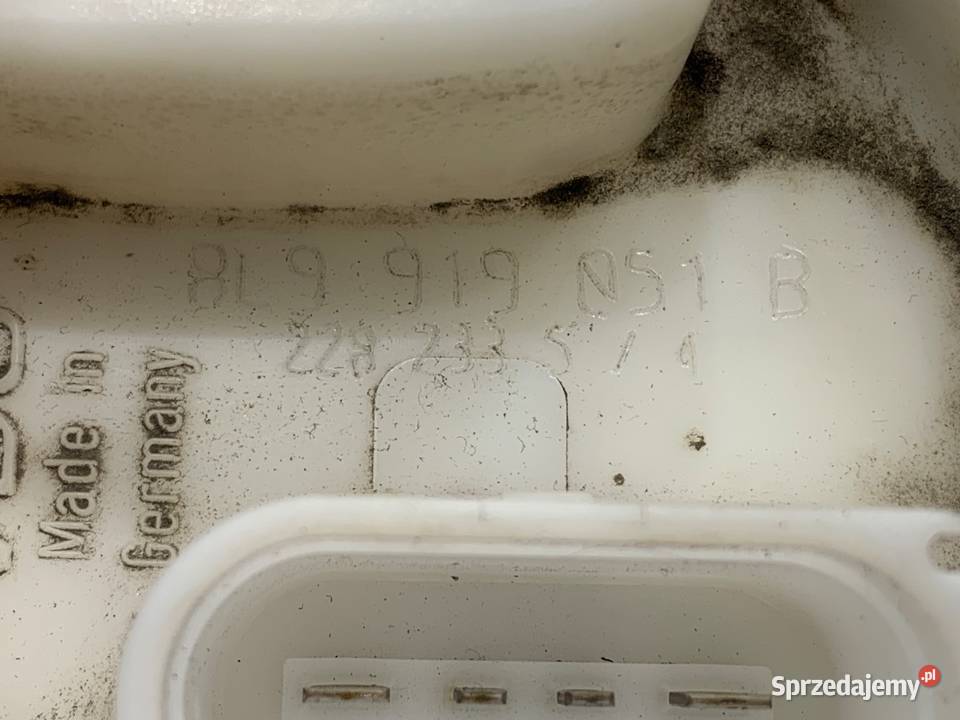 8L9 919 051 B
228 233 5 / 1
Made in
Germany
Sprzedajemy.pl